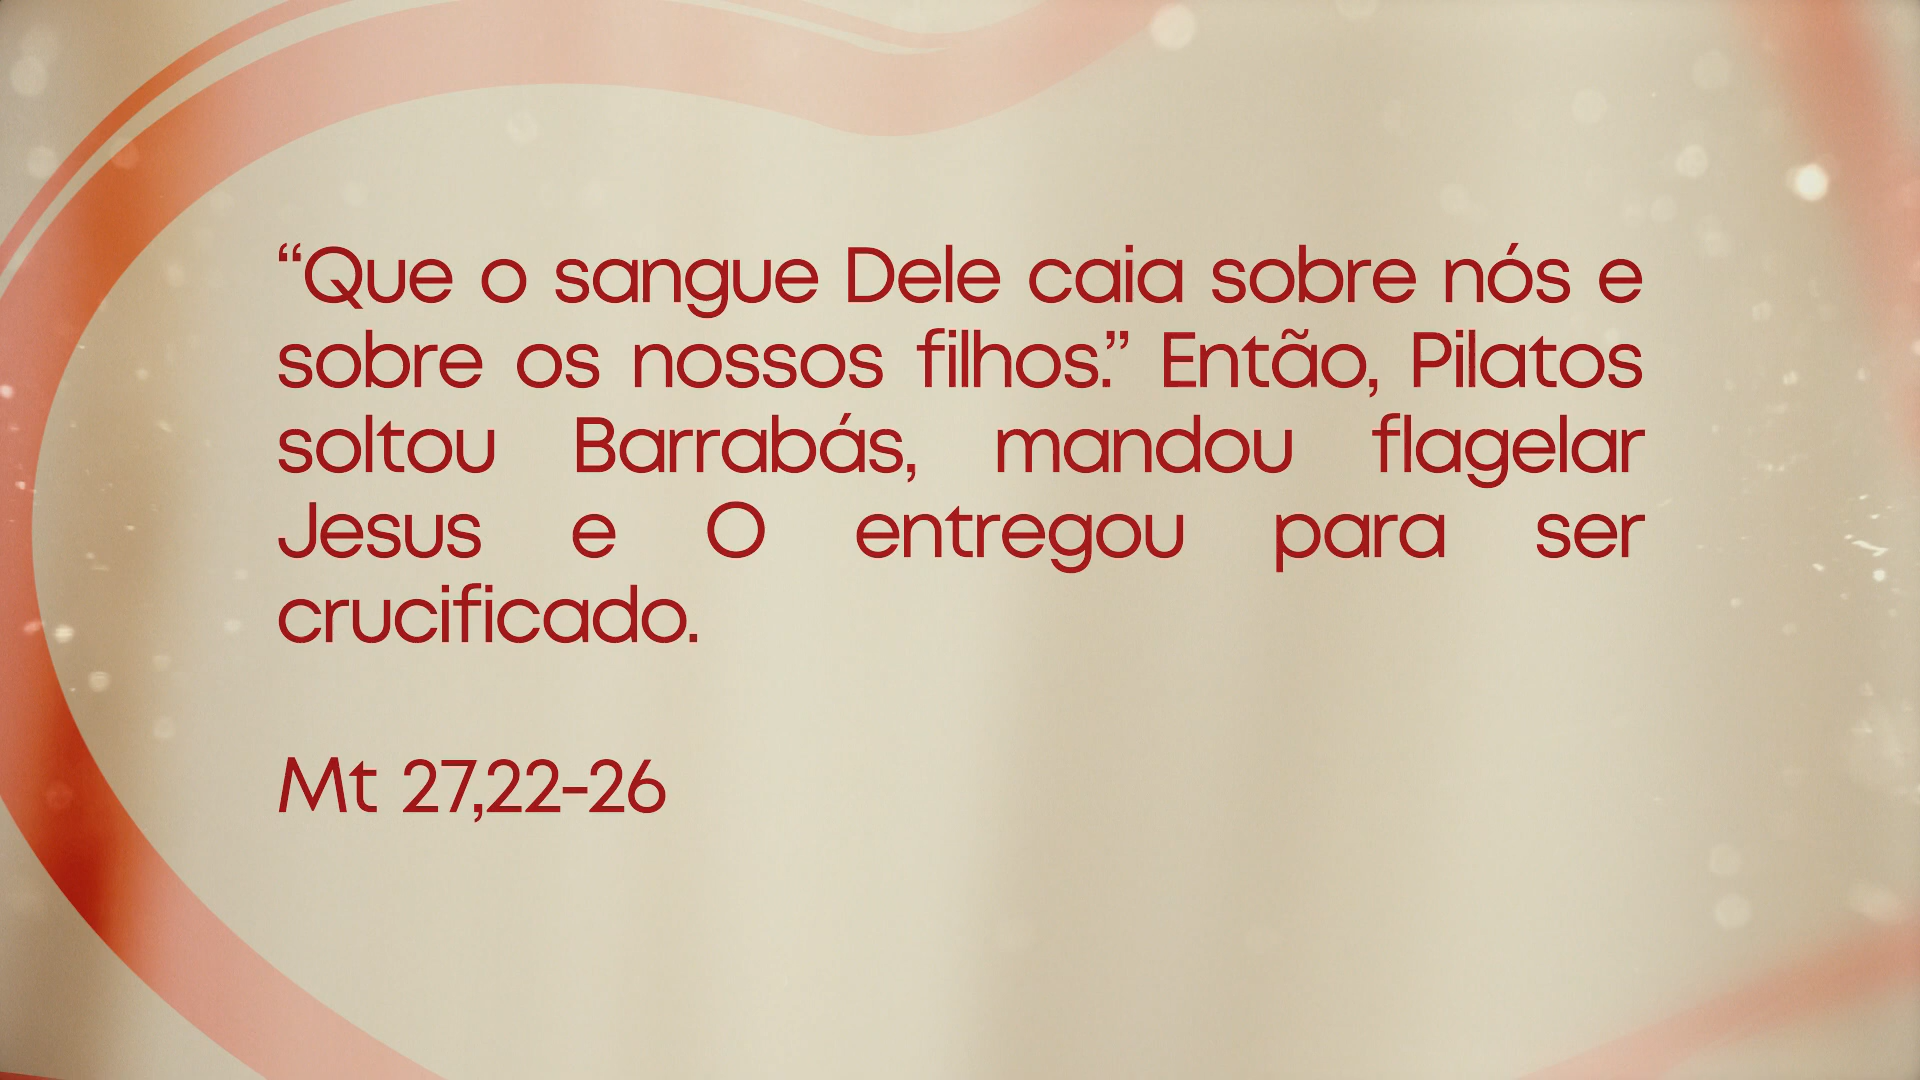 “Que o sangue Dele caia sobre nós e
sobre os nossos filhos.” Então, Pilatos
soltou Barrabás, mandou flagelar
Jesus e O entregou para ser
crucificado.
Mt 27,22-26